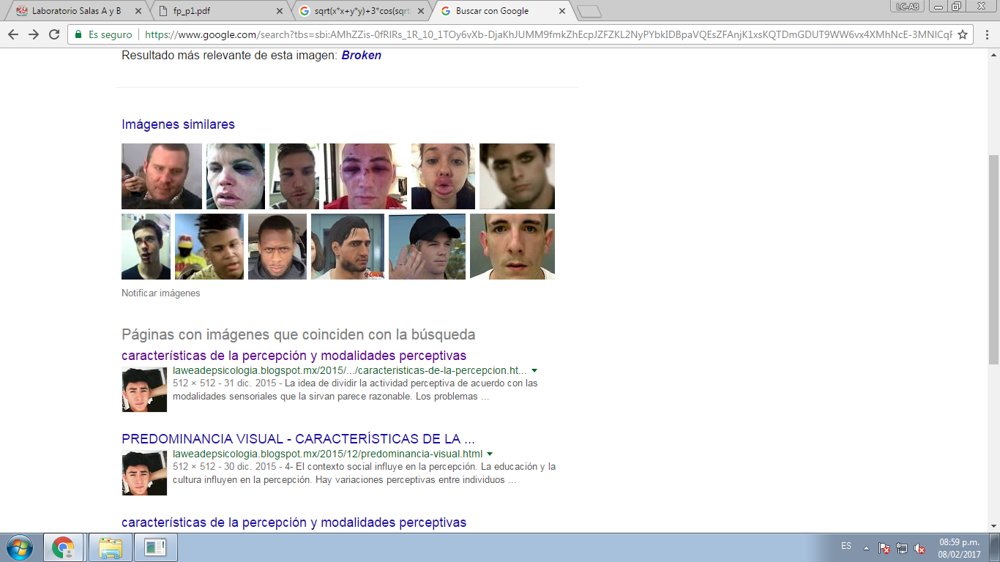 Laboratorio Salas A y B
fp_p1.pdf
sqrt(x*x+y*y)+3*cos(sqrt
Buscar con Google
LC-AB
Es seguro
https://www.google.com/search?tbs=sbi:AMhZZis-0fRIRs_1R_10_1TOy6vXb-DjaKhJUMM9fmkZhEcpJZFZKL2NyPYbkIDBpaVQEsZFAnjK1xsKQTDmGDUT9WW6vx4XMhNcE-3MNICqF
Resultado más relevante de esta imagen: Broken
Imágenes similares
Notificar imágenes
Páginas con imágenes que coinciden con la búsqueda
características de la percepción y modalidades perceptivas
laweadepsicologia.blogspot.mx/2015/.../caracteristicas-de-la-percepcion.ht...
512 × 512 - 31 dic. 2015 - La idea de dividir la actividad perceptiva de acuerdo con las
modalidades sensoriales que la sirvan parece razonable. Los problemas ...
PREDOMINANCIA VISUAL - CARACTERÍSTICAS DE LA ...
laweadepsicologia.blogspot.mx/2015/12/predominancia-visual.html
512 × 512 - 30 dic. 2015 - 4- El contexto social influye en la percepción. La educación y la
cultura influyen en la percepción. Hay variaciones perceptivas entre individuos ...
características de la percepción y modalidades perceptivas
ES
08:59 p.m.
08/02/2017